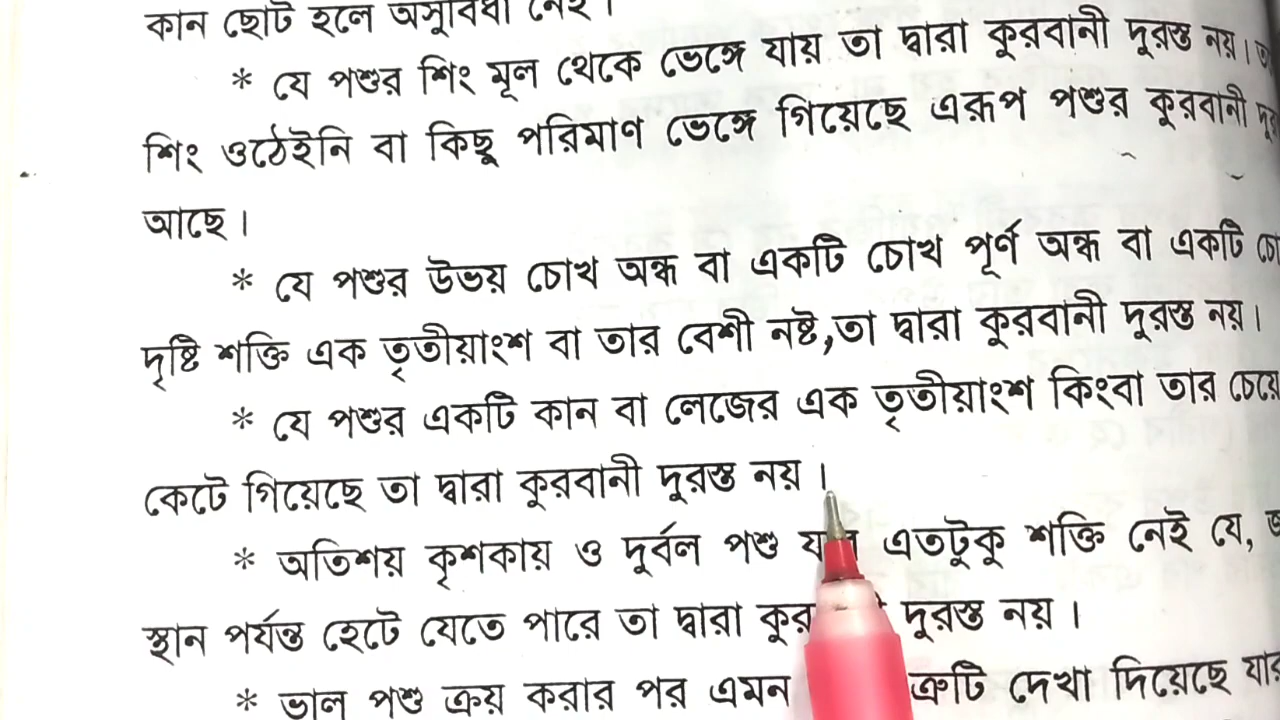 কান ছোট হলে অসুবিধা নেই।
* যে পশুর শিং মূল থেকে ভেঙ্গে যায় তা দ্বারা কুরবানী দুরস্ত নয়।
শিং ওঠেইনি বা কিছু পরিমাণ ভেঙ্গে গিয়েছে এরূপ পশুর কুরবানী
আছে।
* যে পশুর উভয় চোখ অন্ধ বা একটি চোখ পূর্ণ অন্ধ বা একটি
দৃষ্টি শক্তি এক তৃতীয়াংশ বা তার বেশী নষ্ট,তা দ্বারা কুরবানী দুরস্ত নয়।
* যে পশুর একটি কান বা লেজের এক তৃতীয়াংশ কিংবা তার চেয়ে
কেটে গিয়েছে তা দ্বারা কুরবানী দুরস্ত নয়।
* অতিশয় কৃশকায় ও দুর্বল পশু এতটুকু শক্তি নেই যে,
স্থান পর্যন্ত হেটে যেতে পারে তা দ্বারা দুরস্ত নয়।
* ভাল পশু ক্রয় করার পর এমন ত্রুটি দেখা দিয়েছে